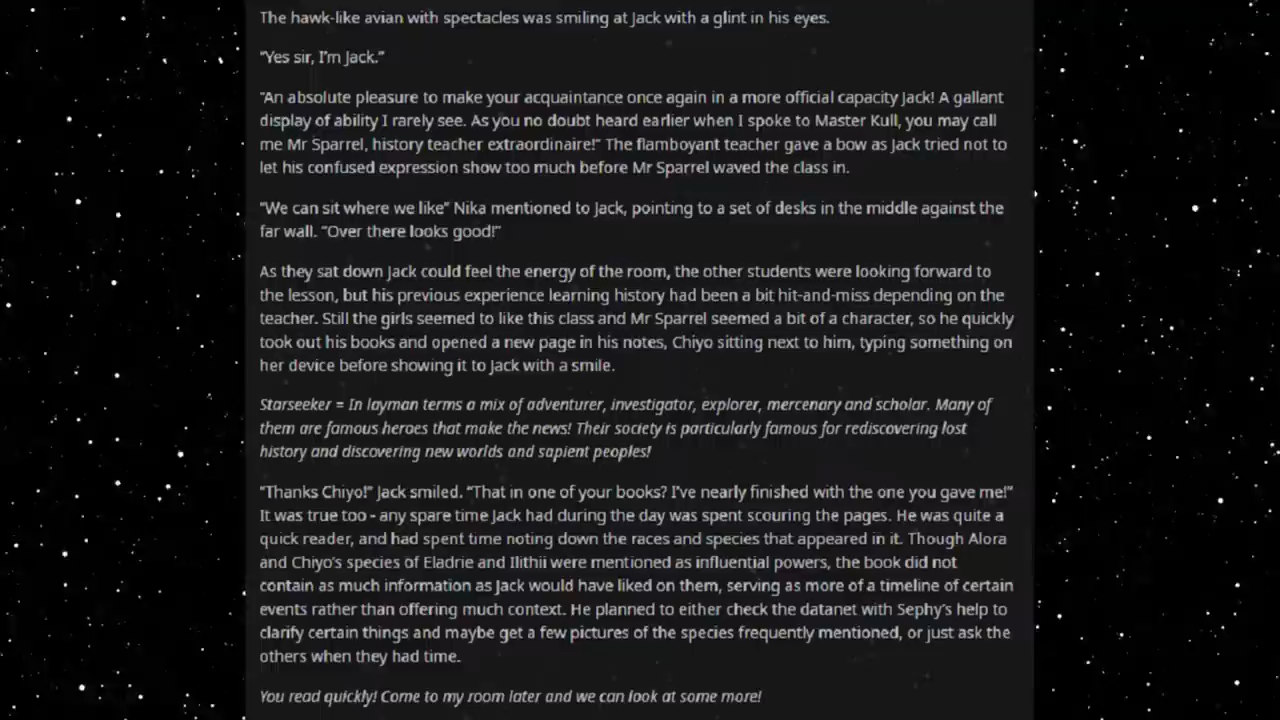 The hawk-like avian with spectacles was smiling at Jack with a glint in his eyes.
“Yes sir, I’m Jack.”
“An absolute pleasure to make your acquaintance once again in a more official capacity Jack! A gallant
display of ability I rarely see. As you no doubt heard earlier when I spoke to Master Kull, you may call
me Mr Sparrel, history teacher extraordinaire!” The flamboyant teacher gave a bow as Jack tried not to
let his confused expression show too much before Mr Sparrel waved the class in.
“We can sit where we like” Nika mentioned to Jack, pointing to a set of desks in the middle against the
far wall. “Over there looks good!”
As they sat down Jack could feel the energy of the room, the other students were looking forward to
the lesson, but his previous experience learning history had been a bit hit-and-miss depending on the
teacher. Still the girls seemed to like this class and Mr Sparrel seemed a bit of a character, so he quickly
took out his books and opened a new page in his notes, Chiyo sitting next to him, typing something on
her device before showing it to Jack with a smile.
Starseeker = In layman terms a mix of adventurer, investigator, explorer, mercenary and scholar. Many of
them are famous heroes that make the news! Their society is particularly famous for rediscovering lost
history and discovering new worlds and sapient peoples!
“Thanks Chiyo!” Jack smiled. “That in one of your books? I’ve nearly finished with the one you gave me!”
It was true too - any spare time Jack had during the day was spent scouring the pages. He was quite a
quick reader, and had spent time noting down the races and species that appeared in it. Though Alora
and Chiyo’s species of Eladrie and Ilithii were mentioned as influential powers, the book did not
contain as much information as Jack would have liked on them, serving as more of a timeline of certain
events rather than offering much context. He planned to either check the datanet with Sephy’s help to
clarify certain things and maybe get a few pictures of the species frequently mentioned, or just ask the
others when they had time.
You read quickly! Come to my room later and we can look at some more!